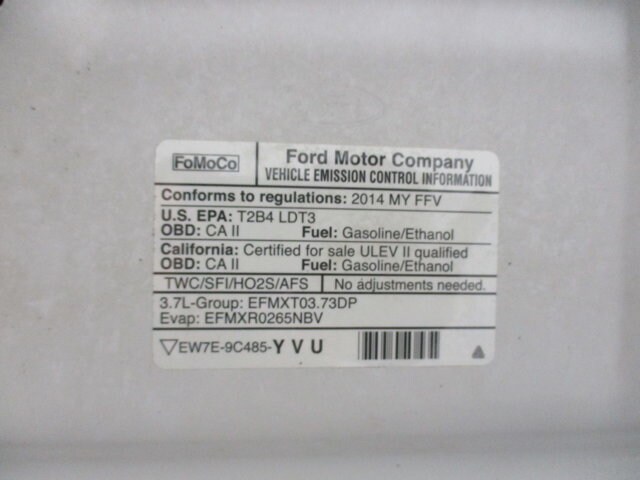 FoMoCo
Ford Motor Company
VEHICLE EMISSION CONTROL INFORMATION
Conforms to regulations: 2014 MY FFV
U.S. EPA: T2B4 LDT3
OBD: CA II Fuel: Gasoline/Ethanol
California: Certified for sale ULEV II qualified
OBD: CA II Fuel: Gasoline/Ethanol
TWC/SFI/HO2S/AFS No adjustments needed.
3.7L-Group: EFMXT03.73DP
Evap: EFMXR0265NBV
EW7E-9C485-Y V U